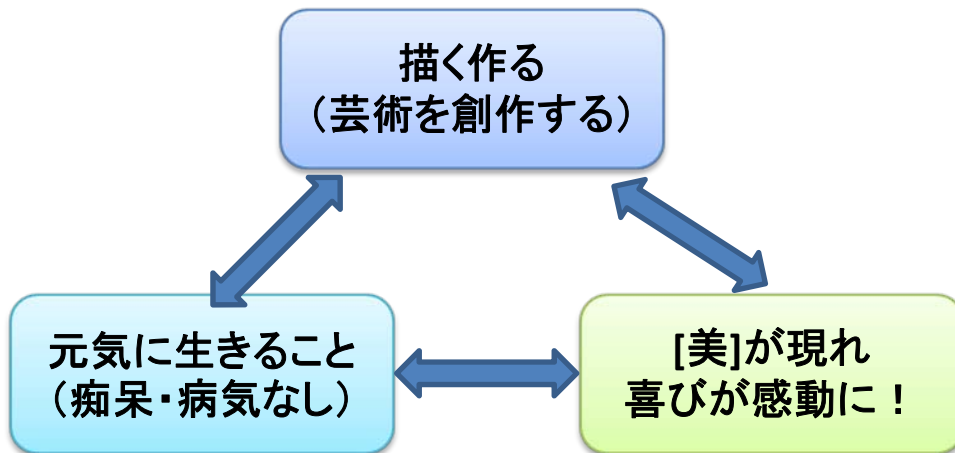 描く作る
（芸術を創作する）
元気に生きること
（痴呆・病気なし）
[美]が現れ
喜びが感動に！